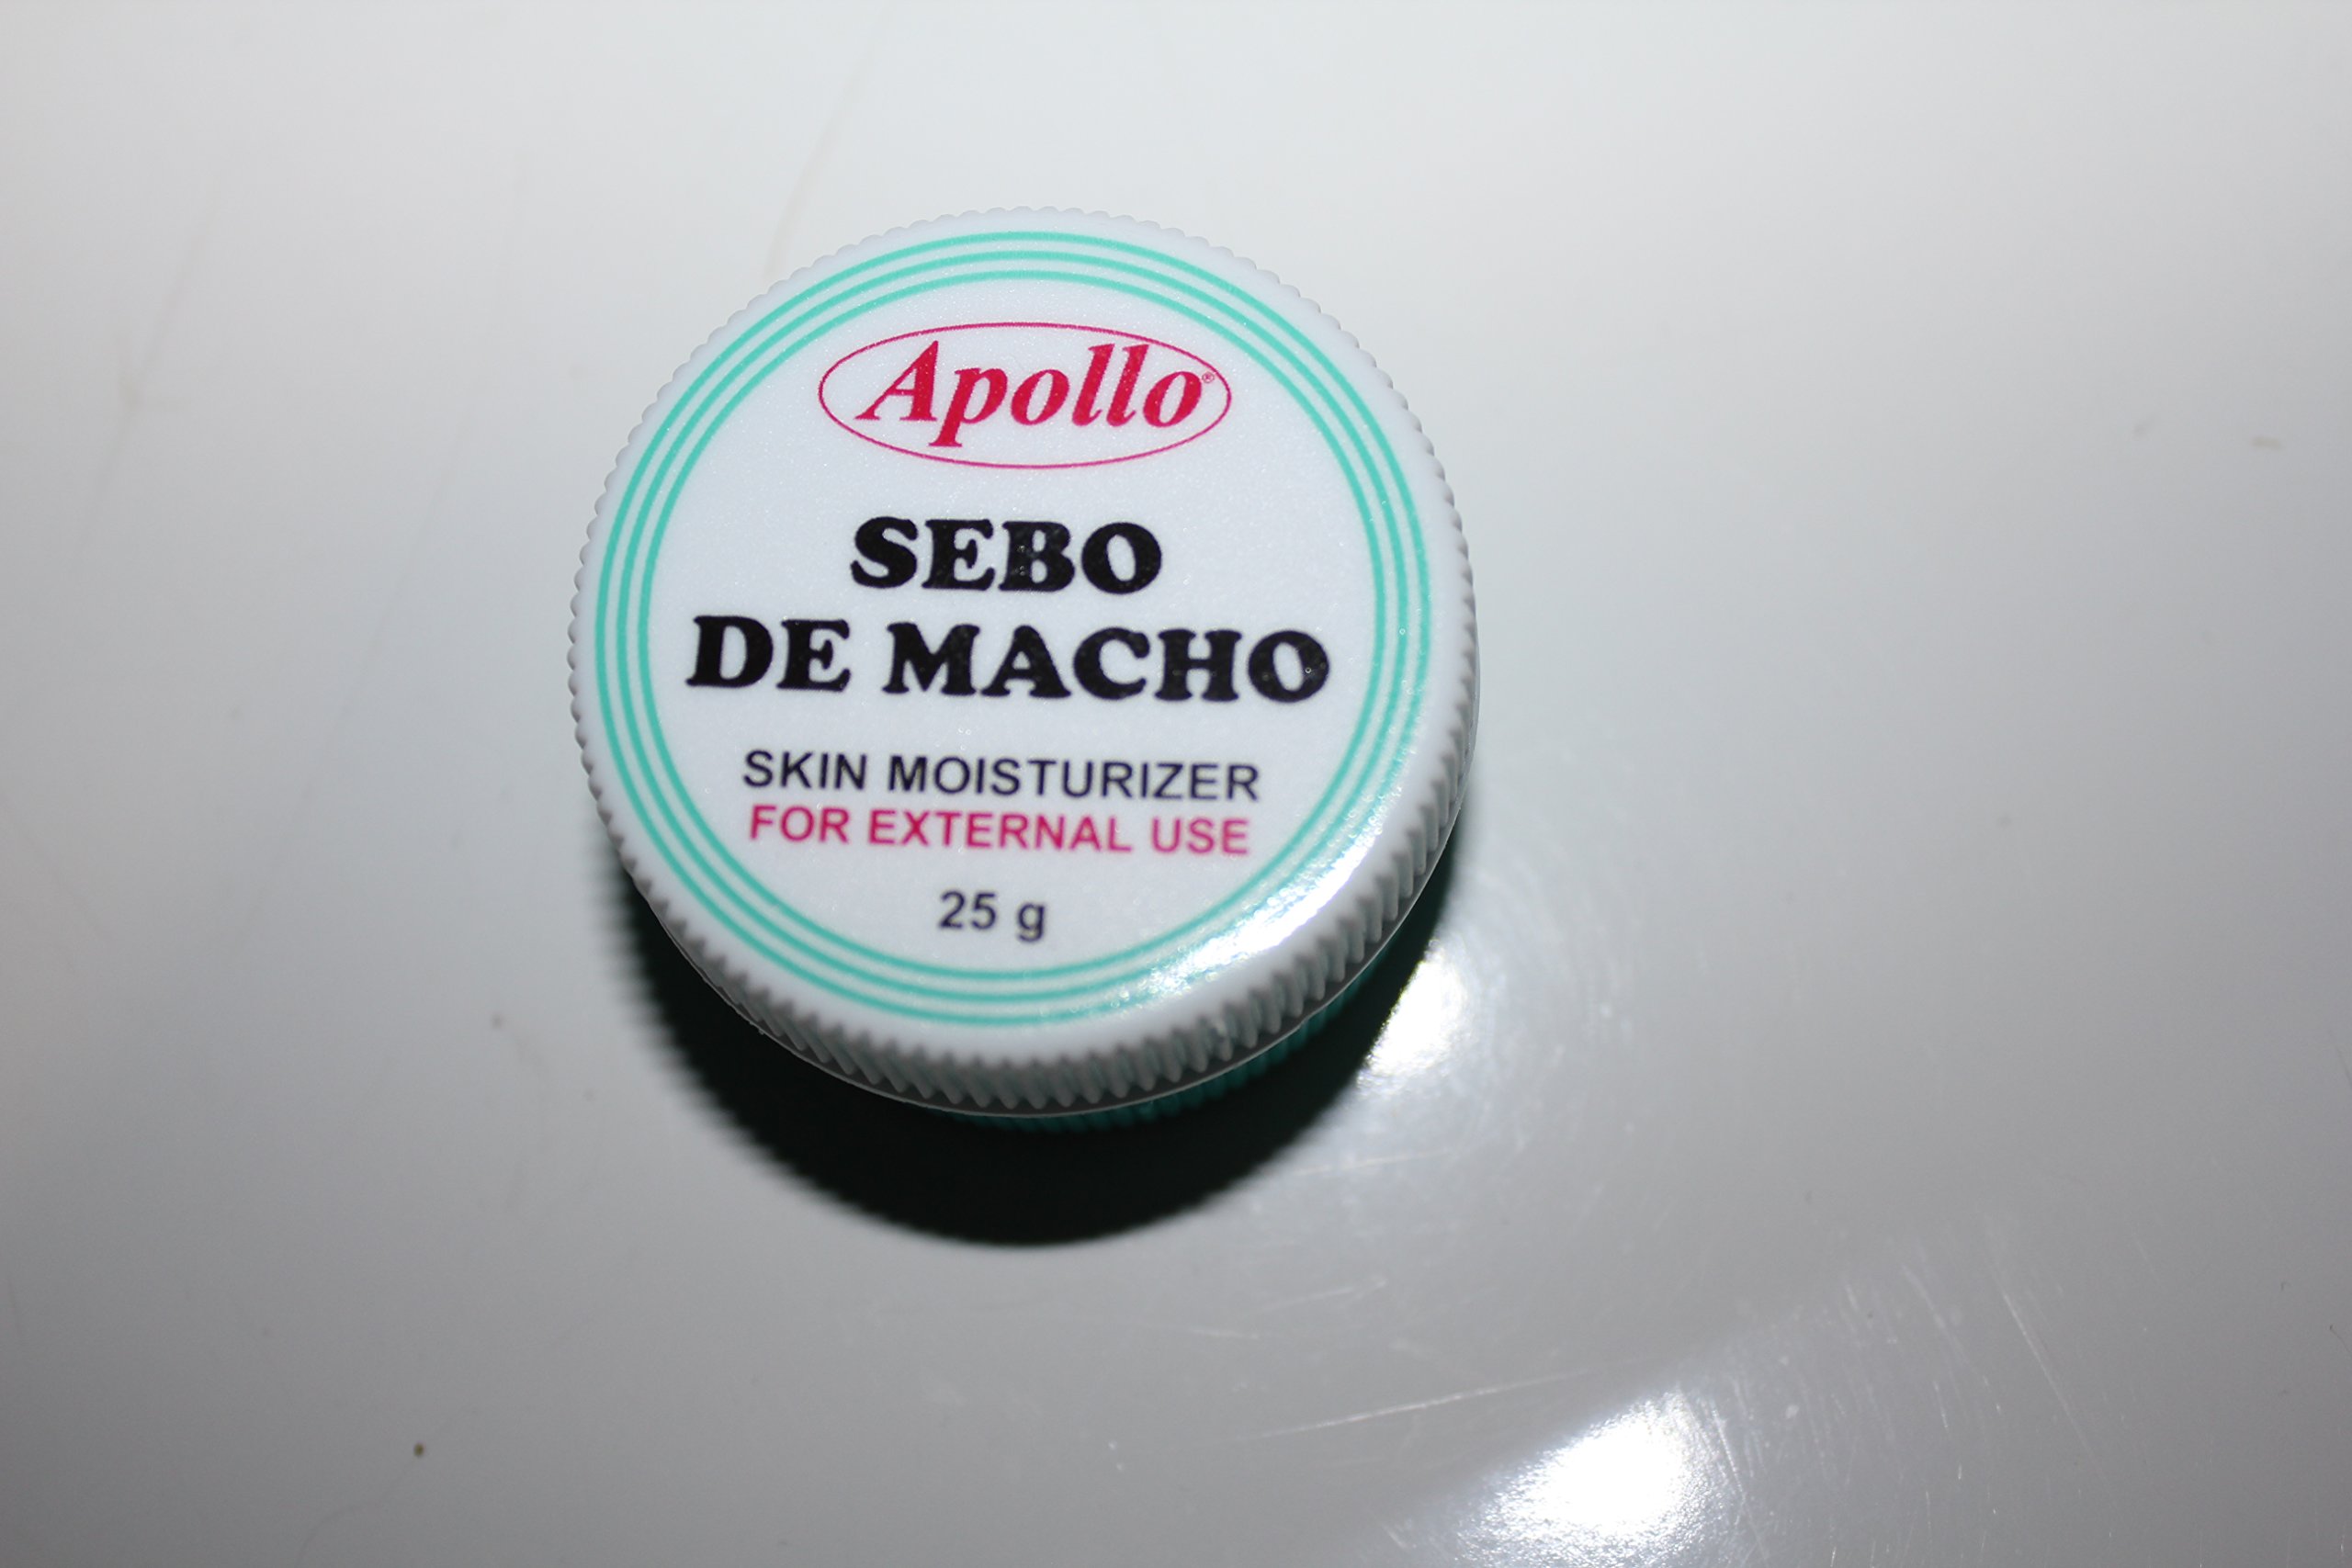 Apollo®
SEBO
DE MACHO
SKIN MOISTURIZER
FOR EXTERNAL USE
25 g